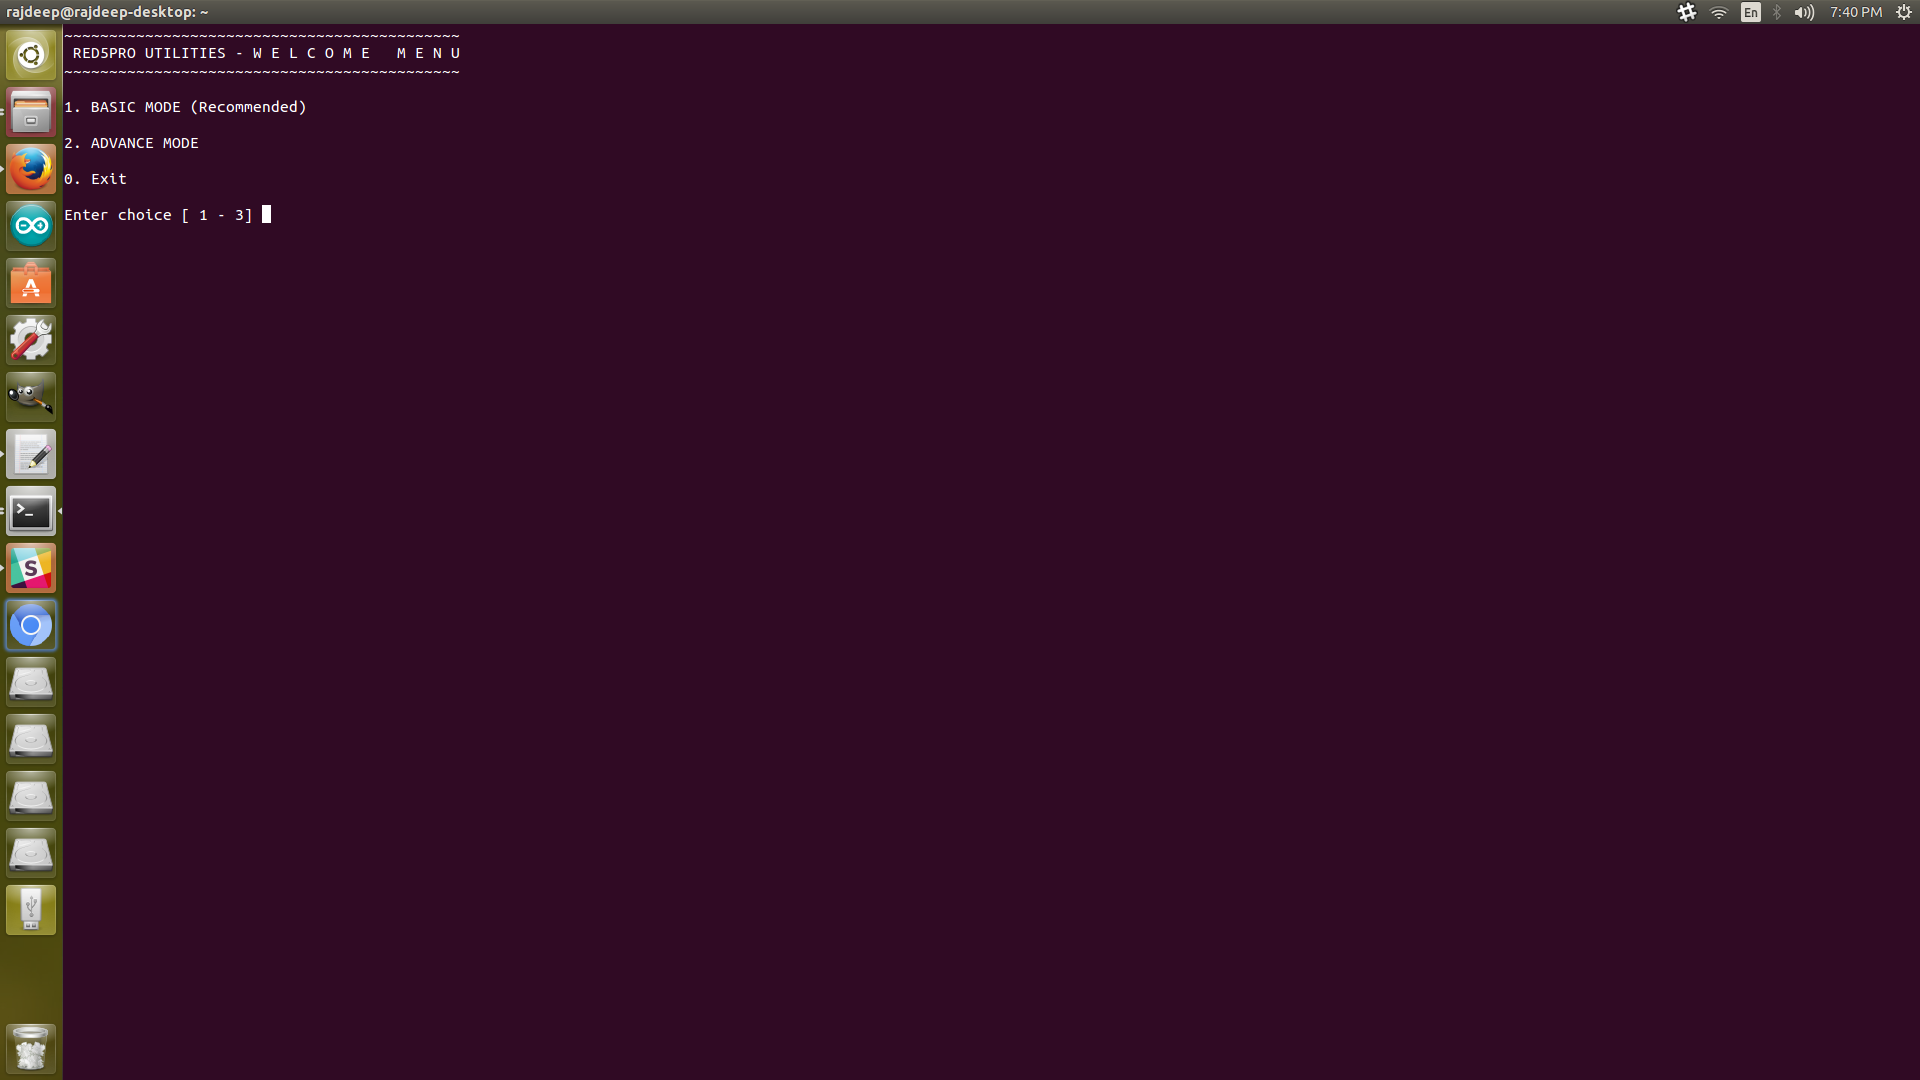 rajdeep@rajdeep-desktop: ~
En
7:40 PM
~~~~~~~~~~~~~~~~~~~~~~~~~~~~~~~~~~~~~~~~~~~~
RED5PRO UTILITIES - W E L C O M E   M E N U
~~~~~~~~~~~~~~~~~~~~~~~~~~~~~~~~~~~~~~~~~~~~
1. BASIC MODE (Recommended)
2. ADVANCE MODE
0. Exit
Enter choice [ 1 - 3]
A
>_
S